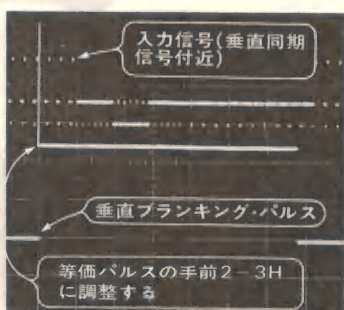 入力信号(垂直同期
信号付近)
垂直ブランキング・パルス
等価パルスの手前2-3H
に調整する